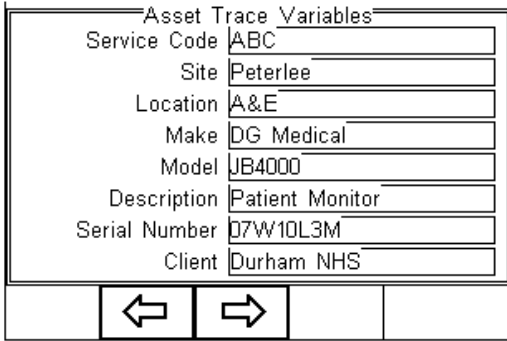 Asset Trace Variables
Service Code ABC
Site Peterlee
Location A&E
Make DG Medical
Model JB4000
Description Patient Monitor
Serial Number 07W10L3M
Client Durham NHS